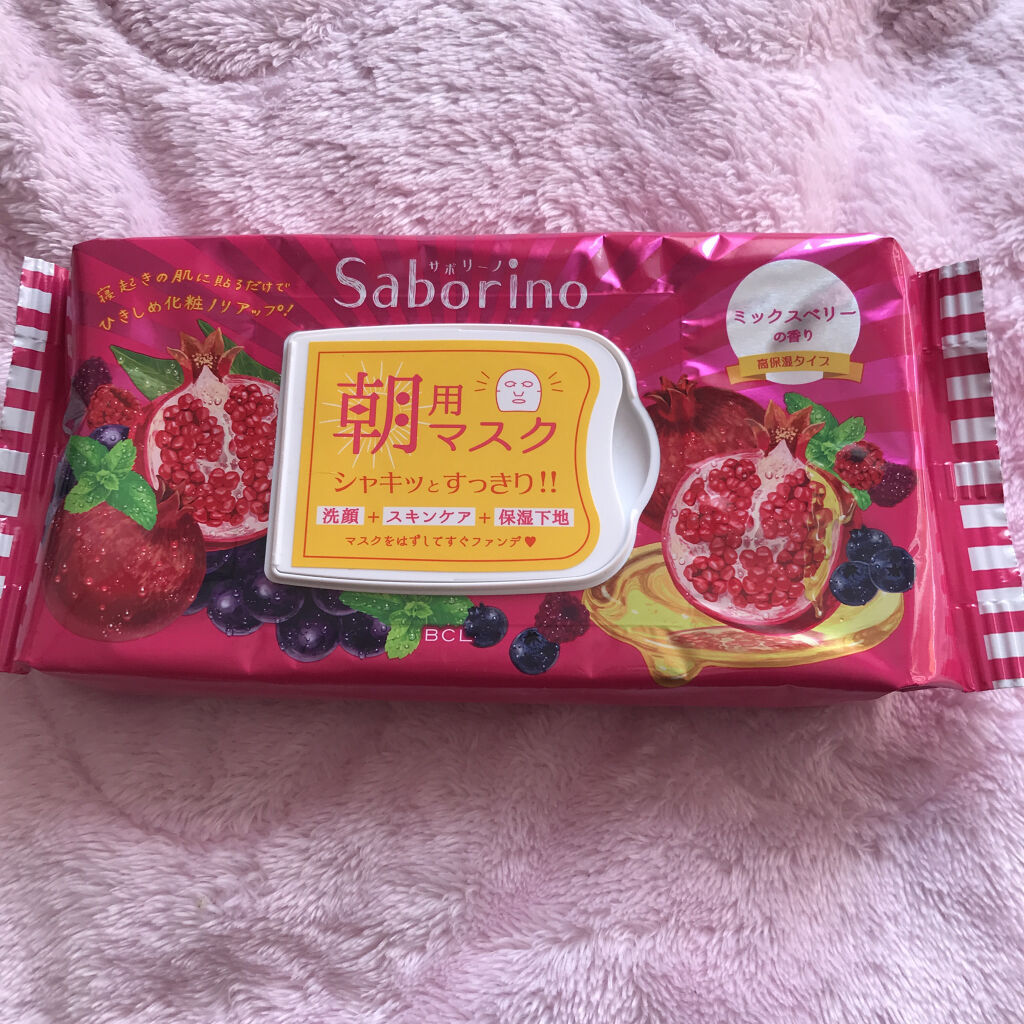 寝起きの肌に貼るだけで
ひきしめ化粧ノリアップ!
サボリーノ
Saborino
ミックスベリー
の香り
高保湿タイプ
朝用
マスク
シャキッとすっきり!!
洗顔+スキンケア+保湿下地
マスクをはずしてすぐファンデ♥
BCL